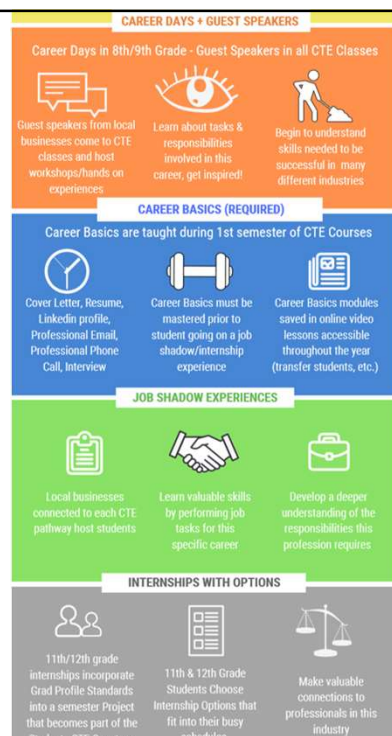 CAREER DAYS + GUEST SPEAKERS
Career Days in 8th/9th Grade - Guest Speakers in all CTE Classes
Guest speakers from local
businesses come to CTE
classes and host
workshops/hands on
experiences
Learn about tasks &
responsibilities
involved in this
career, get inspired!
Begin to understand
skills needed to be
successful in many
different industries
CAREER BASICS (REQUIRED)
Career Basics are taught during 1st semester of CTE Courses
Cover Letter, Resume,
Linkedin profile,
Professional Email,
Professional Phone
Call, Interview
Career Basics must be
mastered prior to
student going on a job
shadow/internship
experience
Career Basics modules
saved in online video
lessons accessible
throughout the year
(transfer students, etc.)
JOB SHADOW EXPERIENCES
Local businesses
connected to each CTE
pathway host students
Learn valuable skills
by performing job
tasks for this
specific career
Develop a deeper
understanding of the
responsibilities this
profession requires
INTERNSHIPS WITH OPTIONS
11th/12th grade
internships incorporate
Grad Profile Standards
into a semester Project
that becomes part of the
11th & 12th Grade
Students Choose
Internship Options that
fit into their busy
Make valuable
connections to
professionals in this
industry